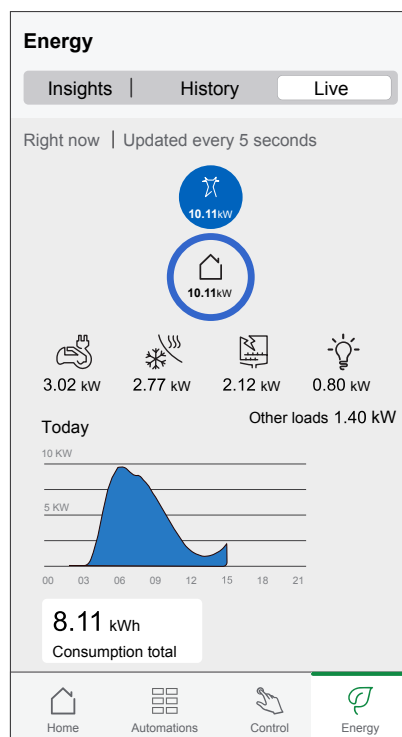 Energy
Insights | History Live
Right now | Updated every 5 seconds
10.11kW
10.11kW
3.02 kW 2.77 kW 2.12 kW 0.80 kW
Other loads 1.40 kW
Today
10 KW
5 KW
00 03 06 09 12 15 18 21
8.11 kWh
Consumption total
Home Automations Control Energy